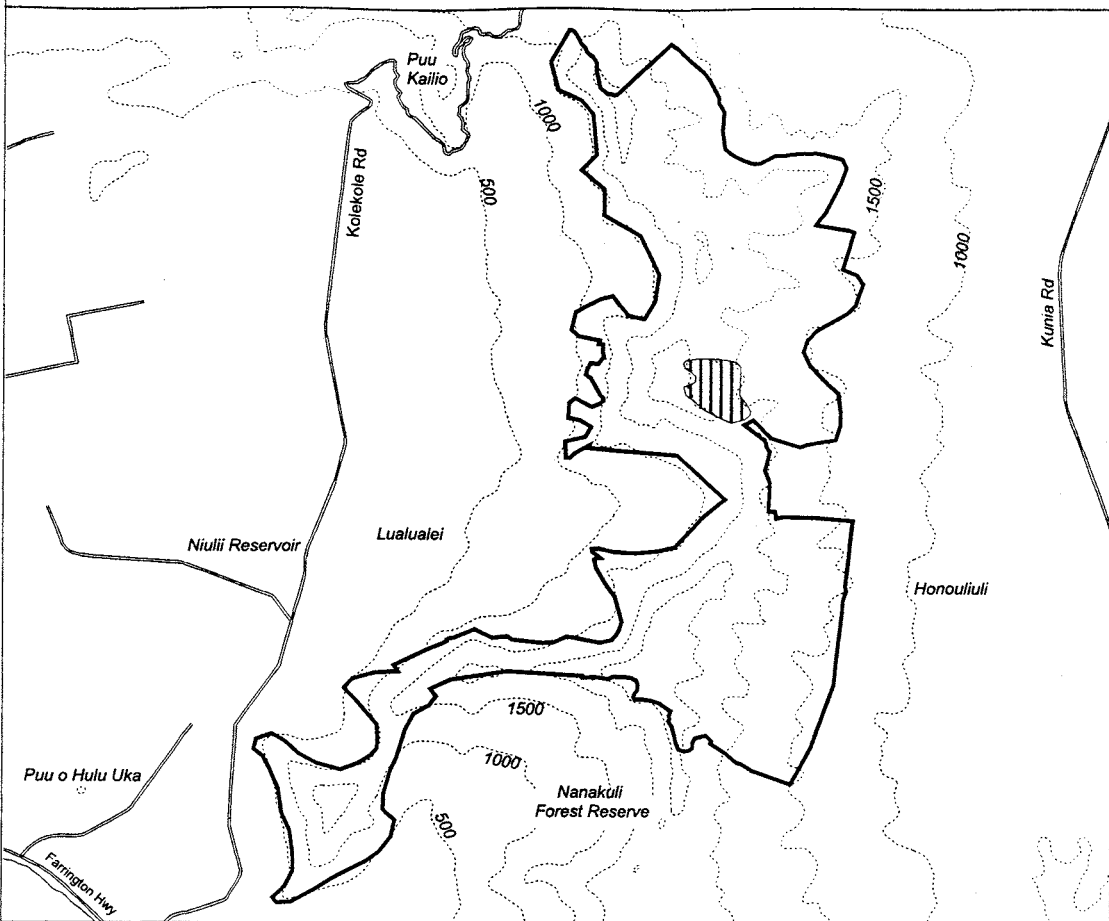 Puu
Kailio
1000
Kolekole Rd
500
1500
1000
Kunia Rd
Niulii Reservoir
Lualualei
Honouliuli
1500
1000
Puu o Hulu Uka
Nanakuli
Forest Reserve
500
Farrington Hwy